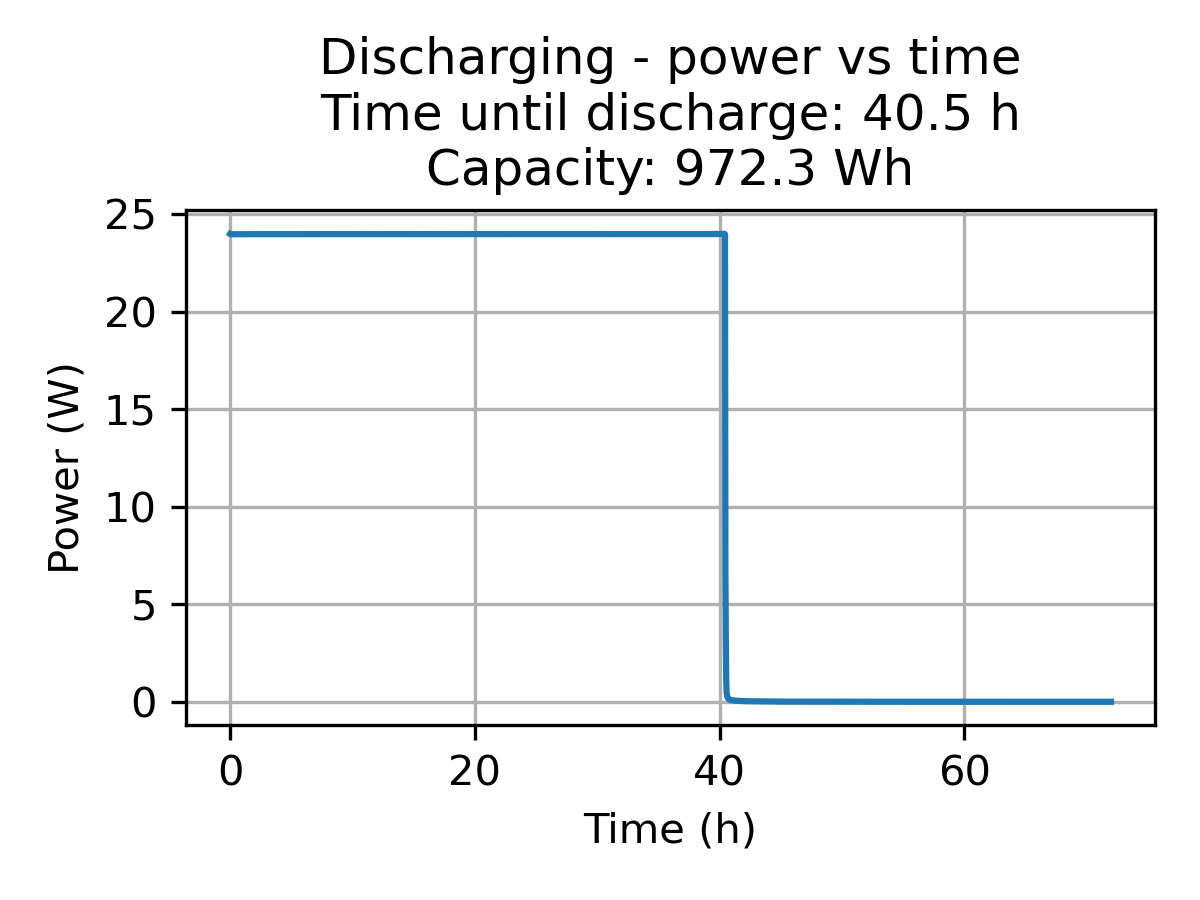 Discharging - power vs time
Time until discharge: 40.5 h
Capacity: 972.3 Wh
25
20
15
10
5
0
Power (W)
0 20 40 60
Time (h)